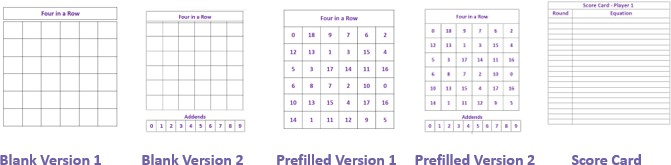 Four in a Row
Four in a Row
Addends
0 1 2 3 4 5 6 7 8 9
Four in a Row
0 18 9 7 6 2
12 13 1 3 15 4
5 3 17 14 11 16
6 8 7 2 10 0
10 13 15 4 17 16
14 1 11 12 9 5
Four in a Row
0 18 9 7 6 2
12 13 1 3 15 4
5 3 17 14 11 16
6 8 7 2 10 0
10 13 15 4 17 16
14 1 11 12 9 5
Addends
0 1 2 3 4 5 6 7 8 9
Score Card - Player 1
Round Equation
Blank Version 1
Blank Version 2
Prefilled Version 1
Prefilled Version 2
Score Card